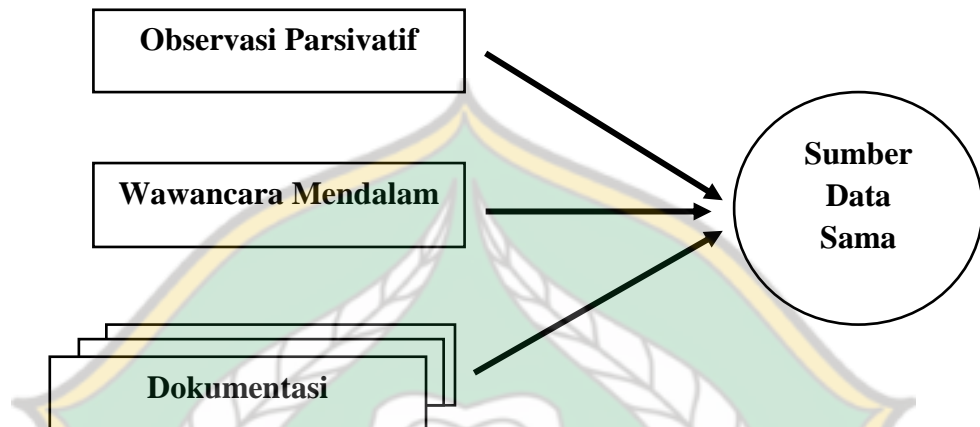 Observasi Parsivatif
Wawancara Mendalam
Dokumentasi
Sumber
Data
Sama